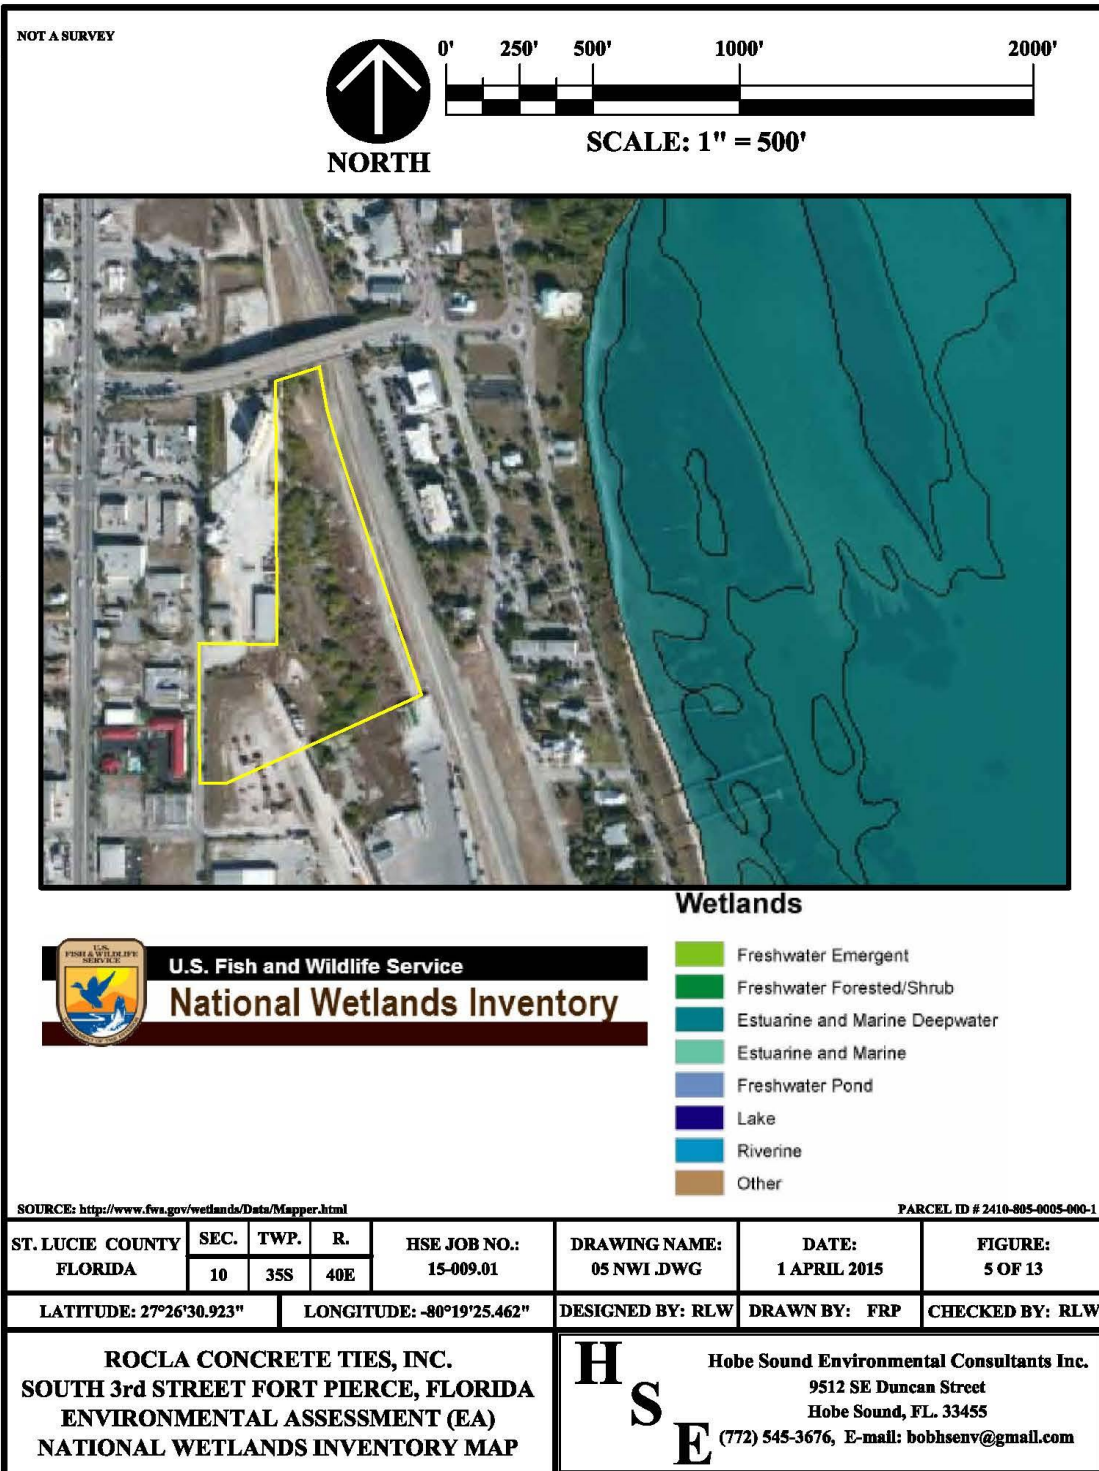 NOT A SURVEY
0' 250' 500' 1000' 2000'
SCALE: 1" = 500'
NORTH
Wetlands
U.S. FISH & WILDLIFE SERVICE
U.S. Fish and Wildlife Service
National Wetlands Inventory
Freshwater Emergent
Freshwater Forested/Shrub
Estuarine and Marine Deepwater
Estuarine and Marine
Freshwater Pond
Lake
Riverine
Other
SOURCE: http://www.fws.gov/wetlands/Data/Mapper.html
PARCEL ID # 2410-805-0005-000-1
ST. LUCIE COUNTY
FLORIDA
SEC. TWP. R.
10 35S 40E
HSE JOB NO.:
15-009.01
DRAWING NAME:
05 NWI .DWG
DATE:
1 APRIL 2015
FIGURE:
5 OF 13
LATITUDE: 27°26'30.923" LONGITUDE: -80°19'25.462" DESIGNED BY: RLW DRAWN BY: FRP CHECKED BY: RLW
ROCLA CONCRETE TIES, INC.
SOUTH 3rd STREET FORT PIERCE, FLORIDA
ENVIRONMENTAL ASSESSMENT (EA)
NATIONAL WETLANDS INVENTORY MAP
HSE
Hobe Sound Environmental Consultants Inc.
9512 SE Duncan Street
Hobe Sound, FL. 33455
(772) 545-3676, E-mail: bobhsenv@gmail.com